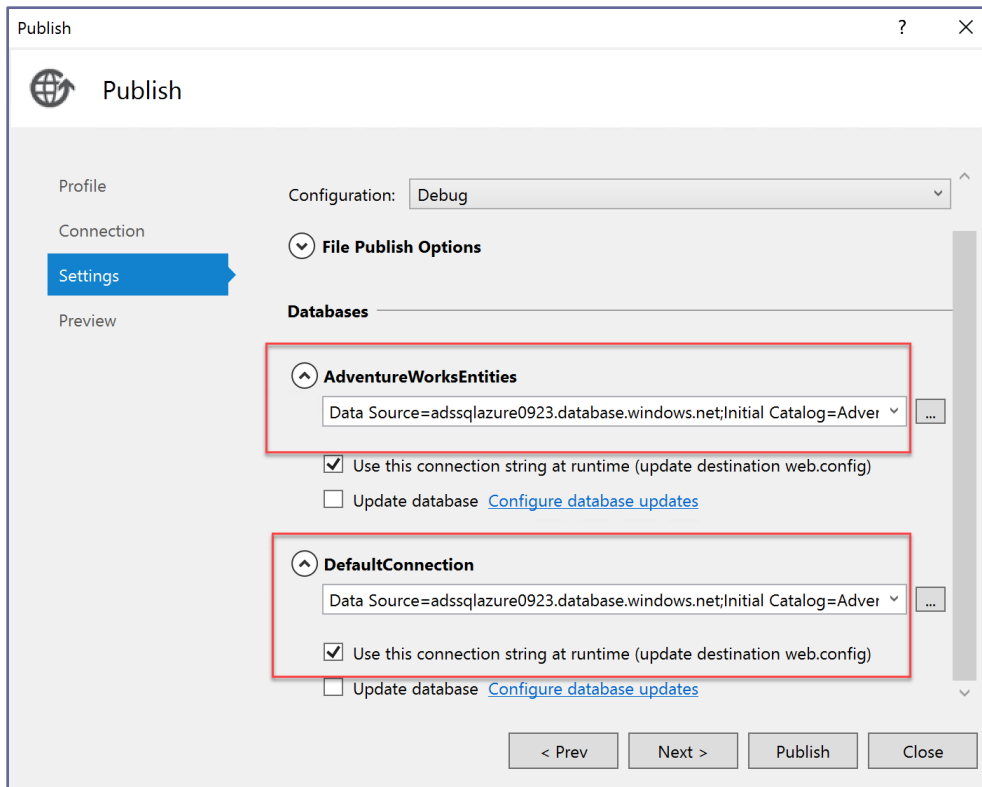 Publish ?
Publish
Profile
Connection
Settings
Preview
Configuration: Debug
File Publish Options
Databases
AdventureWorksEntities
Data Source=adssqlazure0923.database.windows.net;Initial Catalog=Adver ...
Use this connection string at runtime (update destination web.config)
Update database Configure database updates
DefaultConnection
Data Source=adssqlazure0923.database.windows.net;Initial Catalog=Adver ...
Use this connection string at runtime (update destination web.config)
Update database Configure database updates
< Prev Next > Publish Close